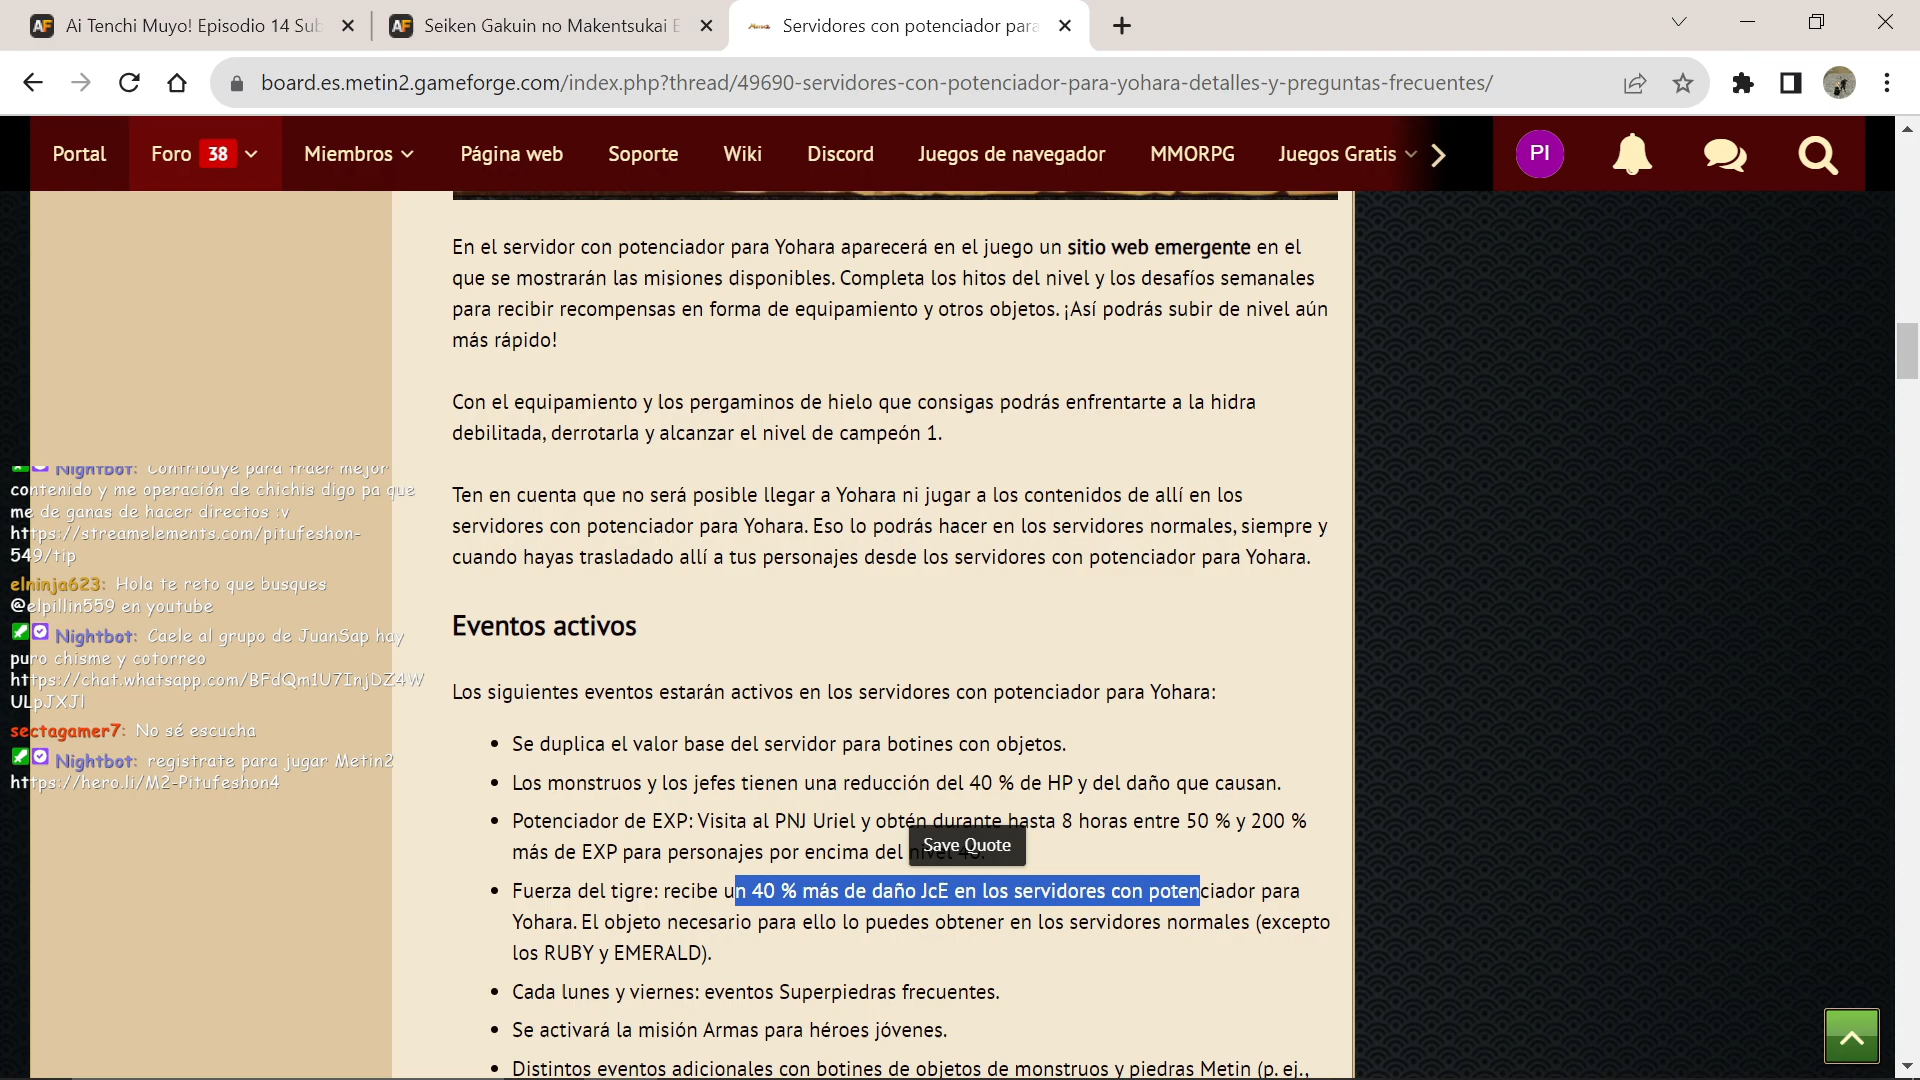 Ai Tenchi Muyo! Episodio 14 Sub
Seiken Gakuin no Makentsukai E
Servidores con potenciador para
board.es.metin2.gameforge.com/index.php?thread/49690-servidores-con-potenciador-para-yohara-detalles-y-preguntas-frecuentes/
Portal Foro 38 Miembros Página web Soporte Wiki Discord Juegos de navegador MMORPG Juegos Gratis PI
En el servidor con potenciador para Yohara aparecerá en el juego un sitio web emergente en el
que se mostrarán las misiones disponibles. Completa los hitos del nivel y los desafíos semanales
para recibir recompensas en forma de equipamiento y otros objetos. ¡Así podrás subir de nivel aún
más rápido!
Con el equipamiento y los pergaminos de hielo que consigas podrás enfrentarte a la hidra
debilitada, derrotarla y alcanzar el nivel de campeón 1.
Ten en cuenta que no será posible llegar a Yohara ni jugar a los contenidos de allí en los
servidores con potenciador para Yohara. Eso lo podrás hacer en los servidores normales, siempre y
cuando hayas trasladado allí a tus personajes desde los servidores con potenciador para Yohara.
Eventos activos
Los siguientes eventos estarán activos en los servidores con potenciador para Yohara:
• Se duplica el valor base del servidor para botines con objetos.
• Los monstruos y los jefes tienen una reducción del 40 % de HP y del daño que causan.
• Potenciador de EXP: Visita al PNJ Uriel y obtén durante hasta 8 horas entre 50 % y 200 %
más de EXP para personajes por encima del nivel 40.
Save Quote
• Fuerza del tigre: recibe un 40 % más de daño JcE en los servidores con potenciador para
Yohara. El objeto necesario para ello lo puedes obtener en los servidores normales (excepto
los RUBY y EMERALD).
• Cada lunes y viernes: eventos Superpiedras frecuentes.
• Se activará la misión Armas para héroes jóvenes.
• Distintos eventos adicionales con botines de objetos de monstruos y piedras Metin (p. ej.,
Nightbot: Contribuye para traer mejor
contenido y me operación de chichis digo pa que
me de ganas de hacer directos :v
https://streamelements.com/pitufeshon-
549/tip
elninja623: Hola te reto que busques
@elpillin559 en youtube
Nightbot: Caele al grupo de JuanSap hay
puro chisme y cotorreo
https://chat.whatsapp.com/BFdQm1U7InjDZ4W
ULpJXJl
sectagamer7: No sé escucha
Nightbot: registrate para jugar Metin2
https://hero.li/M2-Pitufeshon4